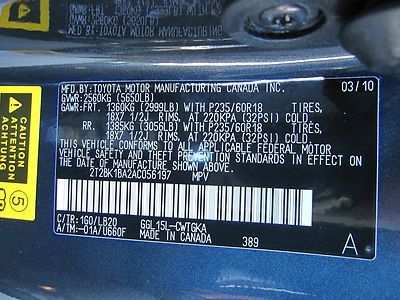 MFD.BY:TOYOTA MOTOR MANUFACTURING CANADA INC. 03/10
GVWR:2560KG (5650LB)
GAWR:FRT. 1360KG (2999LB) WITH P235/60R18 TIRES,
18X7 1/2J RIMS, AT 220KPA (32PSI) COLD
RR. 1385KG (3056LB) WITH P235/60R18 TIRES,
18X7 1/2J RIMS, AT 220KPA (32PSI) COLD
THIS VEHICLE CONFORMS TO ALL APPLICABLE FEDERAL MOTOR
VEHICLE SAFETY AND THEFT PREVENTION STANDARDS IN
EFFECT ON THE DATE OF MANUFACTURE SHOWN ABOVE.
2T2BK1BA2AC056197 MPV
C/TR:1G0/LB20 GGL15L-CWTGKA
A/TM:-01A/U660F MADE IN CANADA 389 A
5